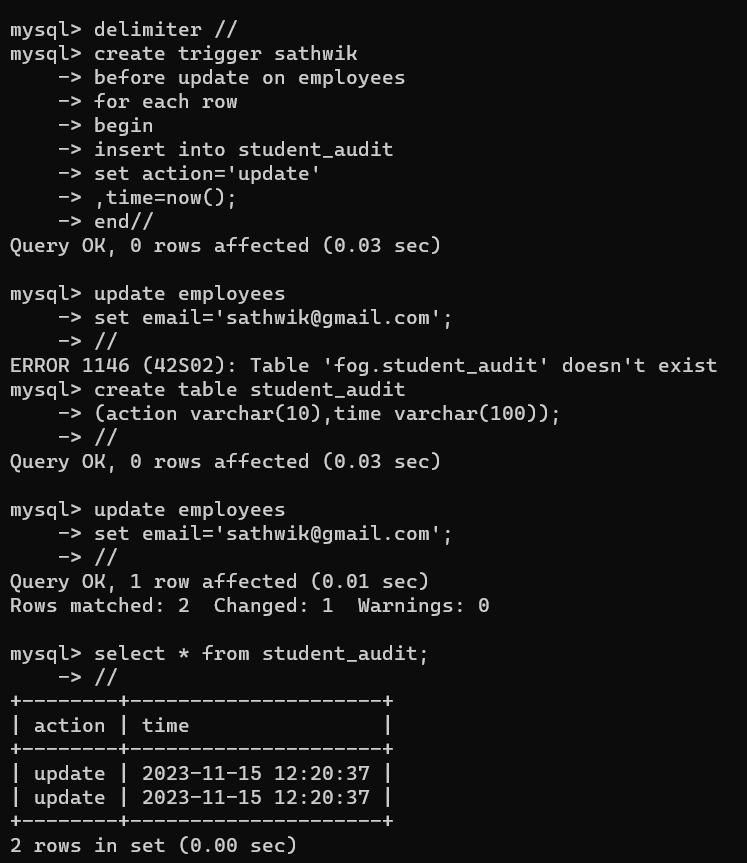 mysql> delimiter //
mysql> create trigger sathwik
    -> before update on employees
    -> for each row
    -> begin
    -> insert into student_audit
    -> set action='update'
    -> ,time=now();
    -> end//
Query OK, 0 rows affected (0.03 sec)

mysql> update employees
    -> set email='sathwik@gmail.com';
    -> //
ERROR 1146 (42S02): Table 'fog.student_audit' doesn't exist
mysql> create table student_audit
    -> (action varchar(10),time varchar(100));
    -> //
Query OK, 0 rows affected (0.03 sec)

mysql> update employees
    -> set email='sathwik@gmail.com';
    -> //
Query OK, 1 row affected (0.01 sec)
Rows matched: 2  Changed: 1  Warnings: 0

mysql> select * from student_audit;
    -> //
+--------+---------------------+
| action | time                |
+--------+---------------------+
| update | 2023-11-15 12:20:37 |
| update | 2023-11-15 12:20:37 |
+--------+---------------------+
2 rows in set (0.00 sec)